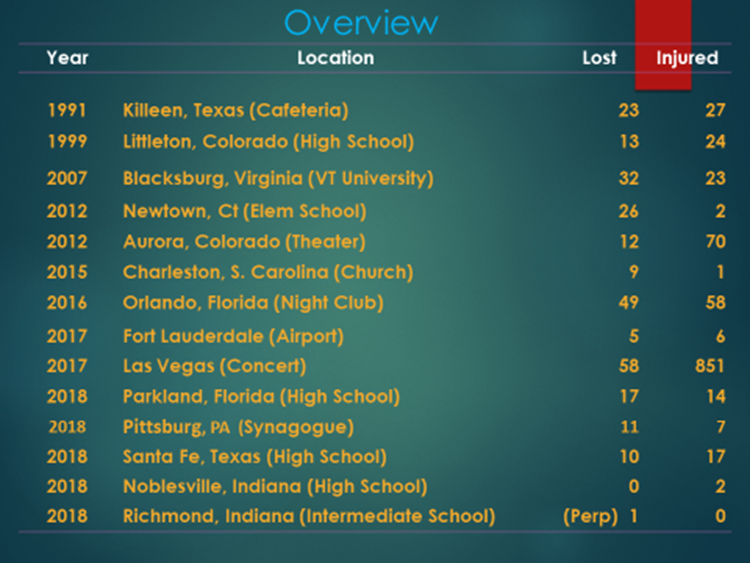 Overview
Year Location Lost Injured
1991 Killeen, Texas (Cafeteria) 23 27
1999 Littleton, Colorado (High School) 13 24
2007 Blacksburg, Virginia (VT University) 32 23
2012 Newtown, Ct (Elem School) 26 2
2012 Aurora, Colorado (Theater) 12 70
2015 Charleston, S. Carolina (Church) 9 1
2016 Orlando, Florida (Night Club) 49 58
2017 Fort Lauderdale (Airport) 5 6
2017 Las Vegas (Concert) 58 851
2018 Parkland, Florida (High School) 17 14
2018 Pittsburg, PA (Synagogue) 11 7
2018 Santa Fe, Texas (High School) 10 17
2018 Noblesville, Indiana (High School) 0 2
2018 Richmond, Indiana (Intermediate School) (Perp) 1 0